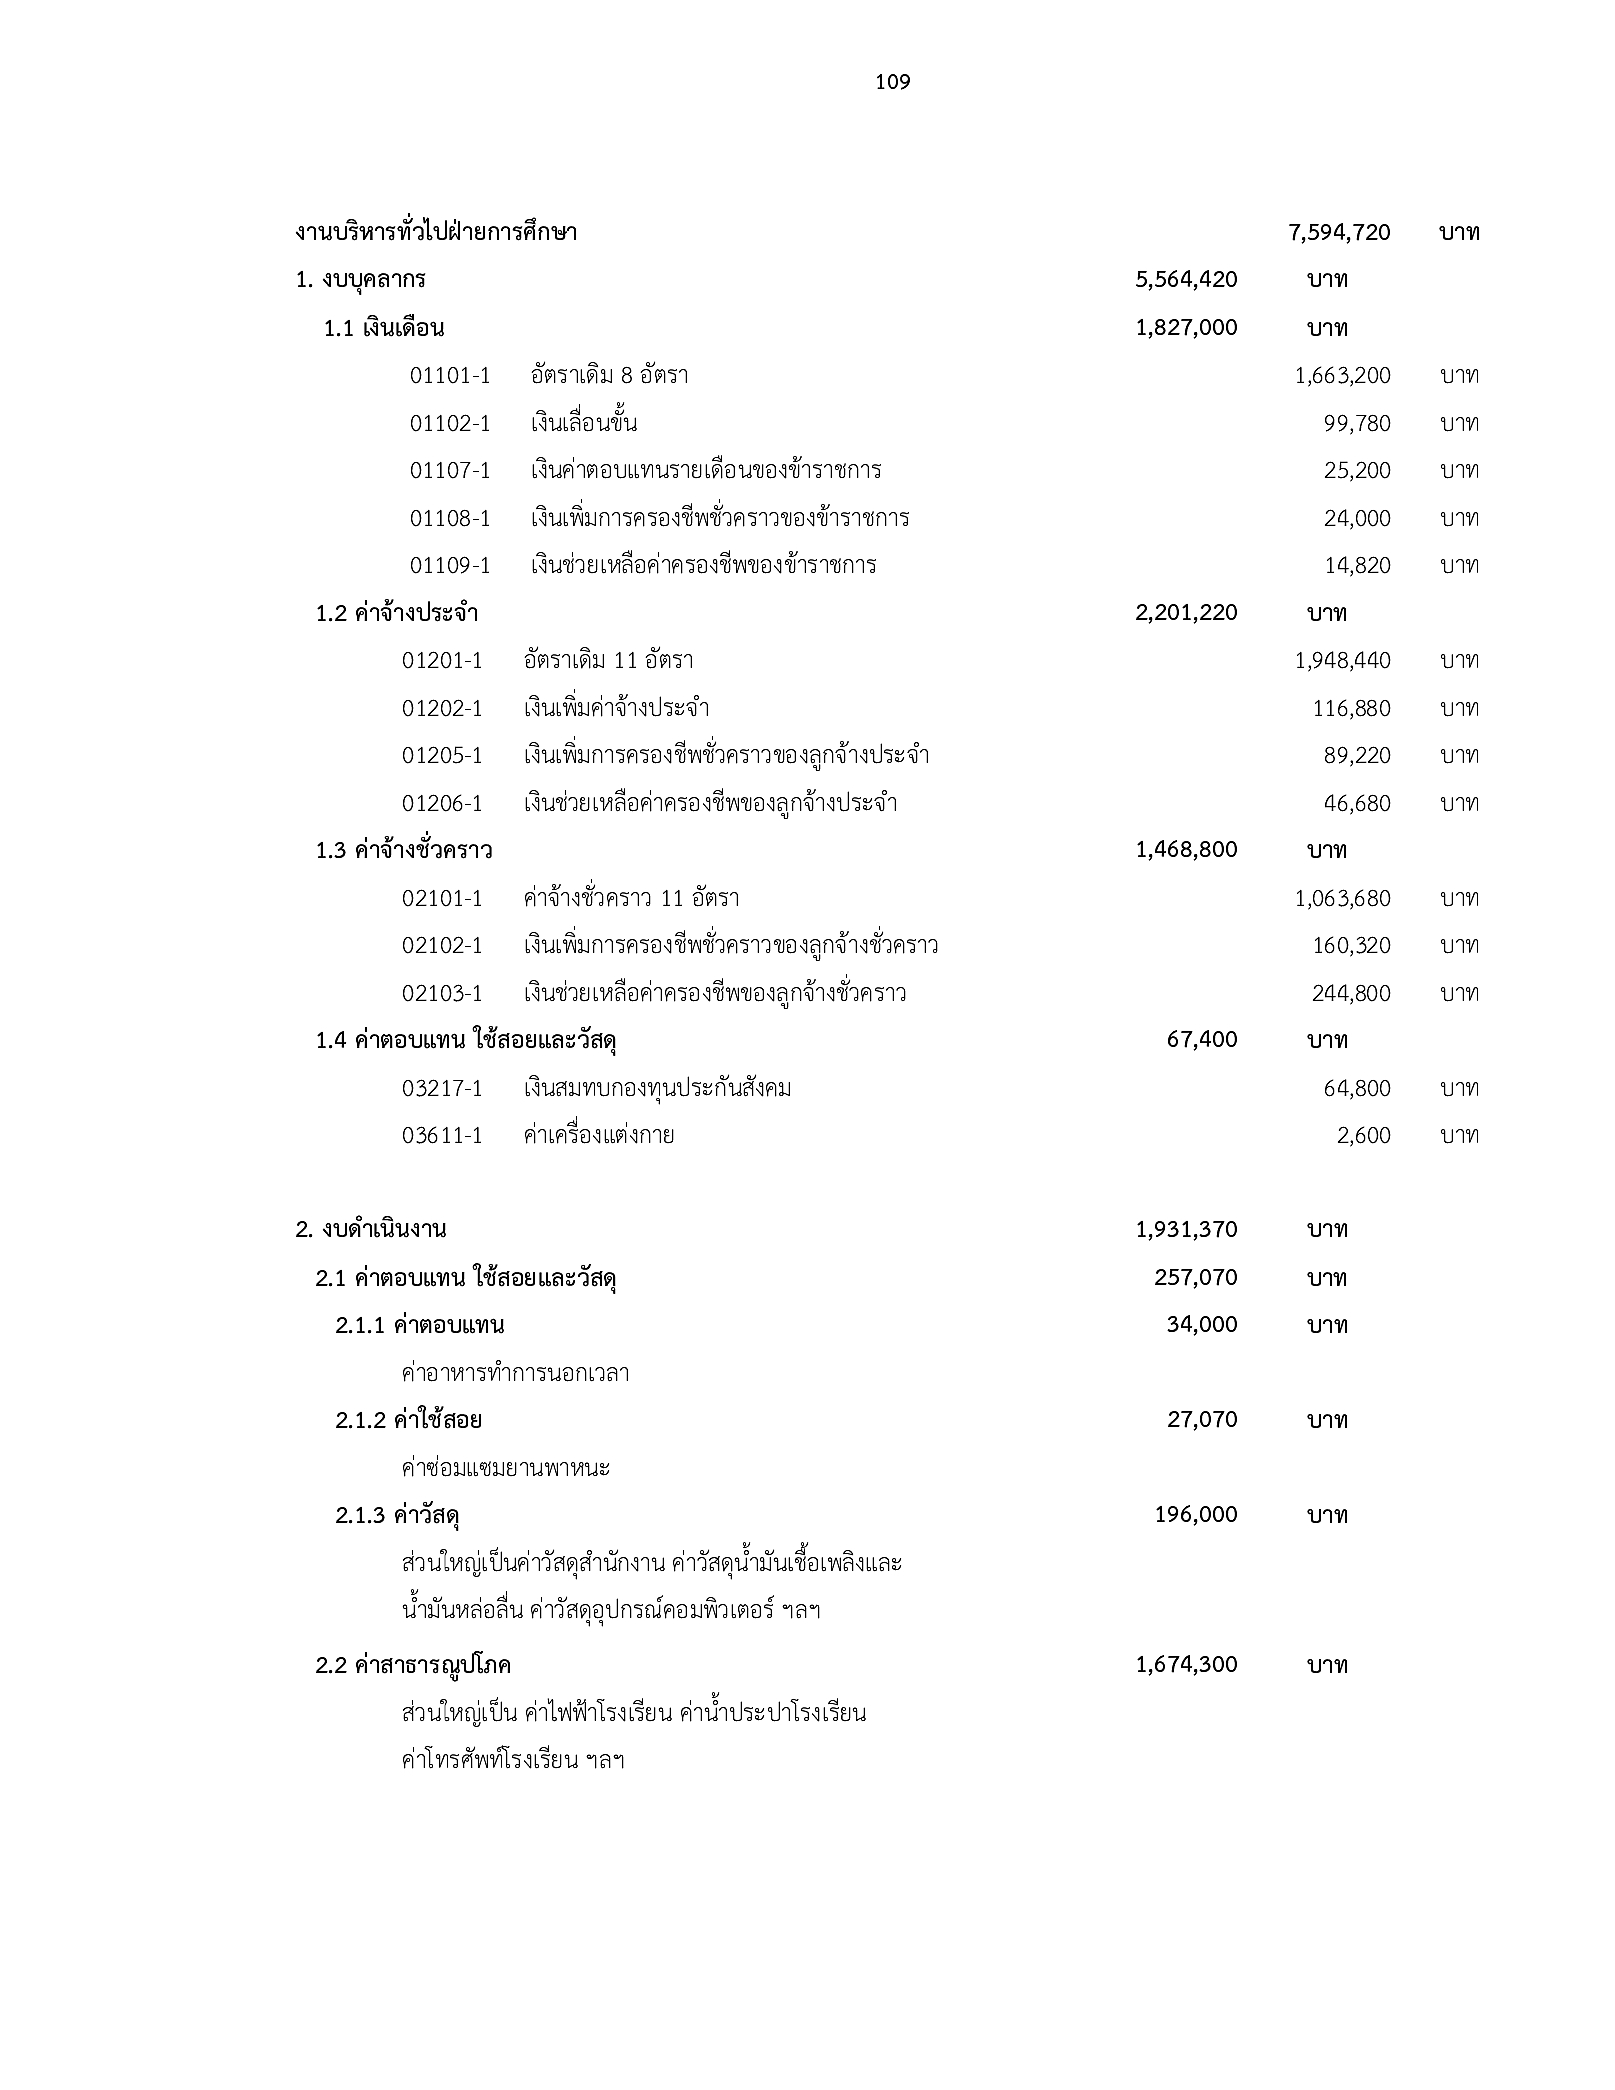 109
งานบริหารทั่วไปฝ่ายการศึกษา 7,594,720 บาท
1. งบบุคลากร 5,564,420 บาท
1.1 เงินเดือน 1,827,000 บาท
01101-1 อัตราเดิม 8 อัตรา 1,663,200 บาท
01102-1 เงินเลื่อนขั้น 99,780 บาท
01107-1 เงินค่าตอบแทนรายเดือนของข้าราชการ 25,200 บาท
01108-1 เงินเพิ่มการครองชีพชั่วคราวของข้าราชการ 24,000 บาท
01109-1 เงินช่วยเหลือค่าครองชีพของข้าราชการ 14,820 บาท
1.2 ค่าจ้างประจำ 2,201,220 บาท
01201-1 อัตราเดิม 11 อัตรา 1,948,440 บาท
01202-1 เงินเพิ่มค่าจ้างประจำ 116,880 บาท
01205-1 เงินเพิ่มการครองชีพชั่วคราวของลูกจ้างประจำ 89,220 บาท
01206-1 เงินช่วยเหลือค่าครองชีพของลูกจ้างประจำ 46,680 บาท
1.3 ค่าจ้างชั่วคราว 1,468,800 บาท
02101-1 ค่าจ้างชั่วคราว 11 อัตรา 1,063,680 บาท
02102-1 เงินเพิ่มการครองชีพชั่วคราวของลูกจ้างชั่วคราว 160,320 บาท
02103-1 เงินช่วยเหลือค่าครองชีพของลูกจ้างชั่วคราว 244,800 บาท
1.4 ค่าตอบแทน ใช้สอยและวัสดุ 67,400 บาท
03217-1 เงินสมทบกองทุนประกันสังคม 64,800 บาท
03611-1 ค่าเครื่องแต่งกาย 2,600 บาท
2. งบดำเนินงาน 1,931,370 บาท
2.1 ค่าตอบแทน ใช้สอยและวัสดุ 257,070 บาท
2.1.1 ค่าตอบแทน 34,000 บาท
ค่าอาหารทำการนอกเวลา
2.1.2 ค่าใช้สอย 27,070 บาท
ค่าซ่อมแซมยานพาหนะ
2.1.3 ค่าวัสดุ 196,000 บาท
ส่วนใหญ่เป็นค่าวัสดุสำนักงาน ค่าวัสดุน้ำมันเชื้อเพลิงและ
น้ำมันหล่อลื่น ค่าวัสดุอุปกรณ์คอมพิวเตอร์ ฯลฯ
2.2 ค่าสาธารณูปโภค 1,674,300 บาท
ส่วนใหญ่เป็น ค่าไฟฟ้าโรงเรียน ค่าน้ำประปาโรงเรียน
ค่าโทรศัพท์โรงเรียน ฯลฯ